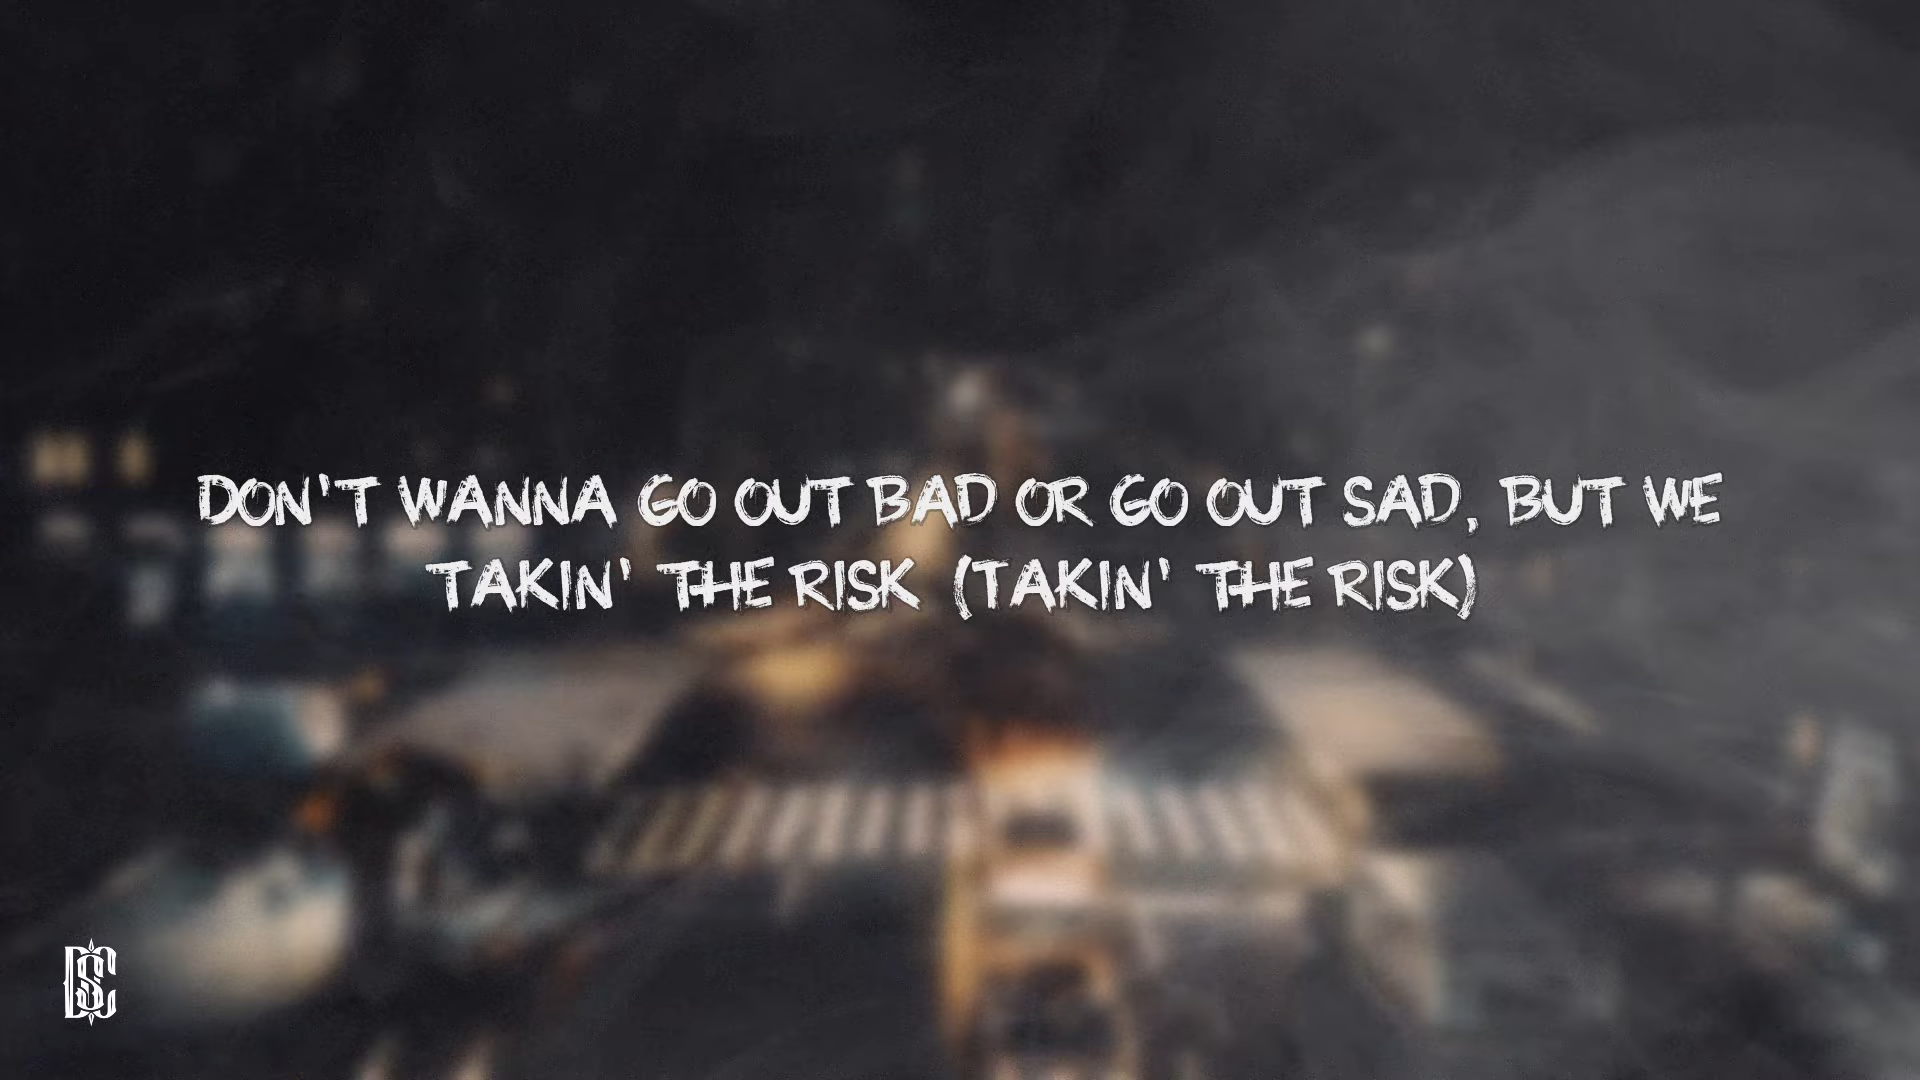 DON'T WANNA GO OUT BAD OR GO OUT SAD, BUT WE
TAKIN' THE RISK (TAKIN' THE RISK)